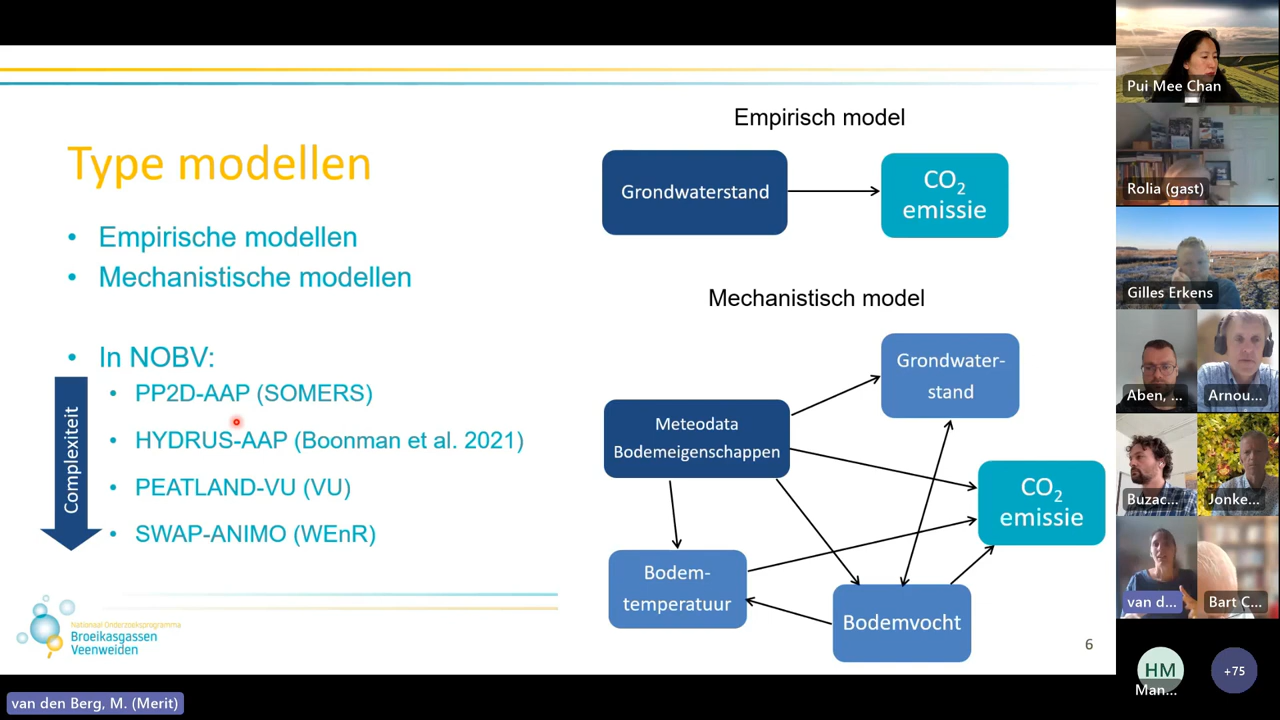 Type modellen
• Empirische modellen
• Mechanistische modellen
• In NOBV:
Complexiteit
• PP2D-AAP (SOMERS)
• HYDRUS-AAP (Boonman et al. 2021)
• PEATLAND-VU (VU)
• SWAP-ANIMO (WEnR)
Nationaal Onderzoeksprogramma
Broeikasgassen
Veenweiden
Empirisch model
Grondwaterstand
CO2
emissie
Mechanistisch model
Grondwater-
stand
Meteodata
Bodemeigenschappen
CO2
emissie
Bodem-
temperatuur
Bodemvocht
6
Pui Mee Chan
Rolia (gast)
Gilles Erkens
Aben, ...
Arnou...
Buzac...
Jonke...
van d...
Bart C...
HM
Man...
+75
van den Berg, M. (Merit)